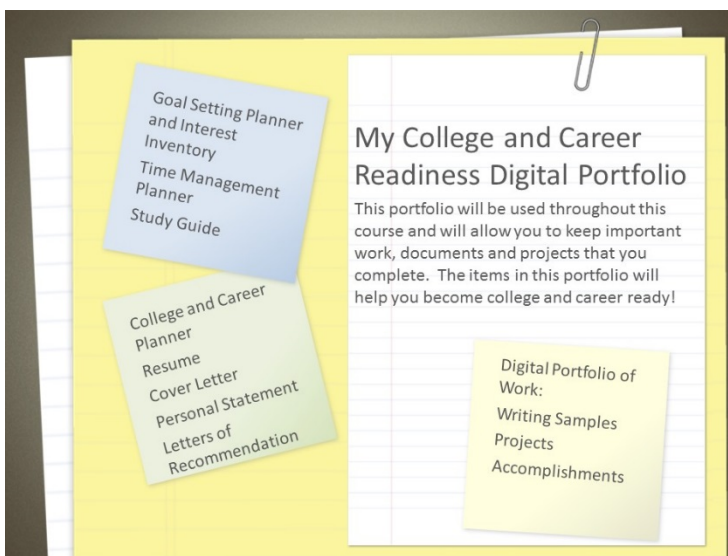 Goal Setting Planner
and Interest
Inventory
Time Management
Planner
Study Guide
College and Career
Planner
Resume
Cover Letter
Personal Statement
Letters of
Recommendation
My College and Career
Readiness Digital Portfolio
This portfolio will be used throughout this
course and will allow you to keep important
work, documents and projects that you
complete. The items in this portfolio will
help you become college and career ready!
Digital Portfolio of
Work:
Writing Samples
Projects
Accomplishments